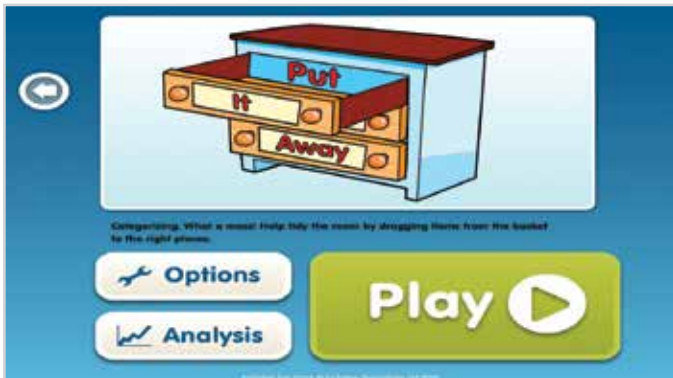 Put
It
Away
Categorizing. What a mess! Help tidy the room by dragging items from the basket
to the right places.
Options
Play
Analysis